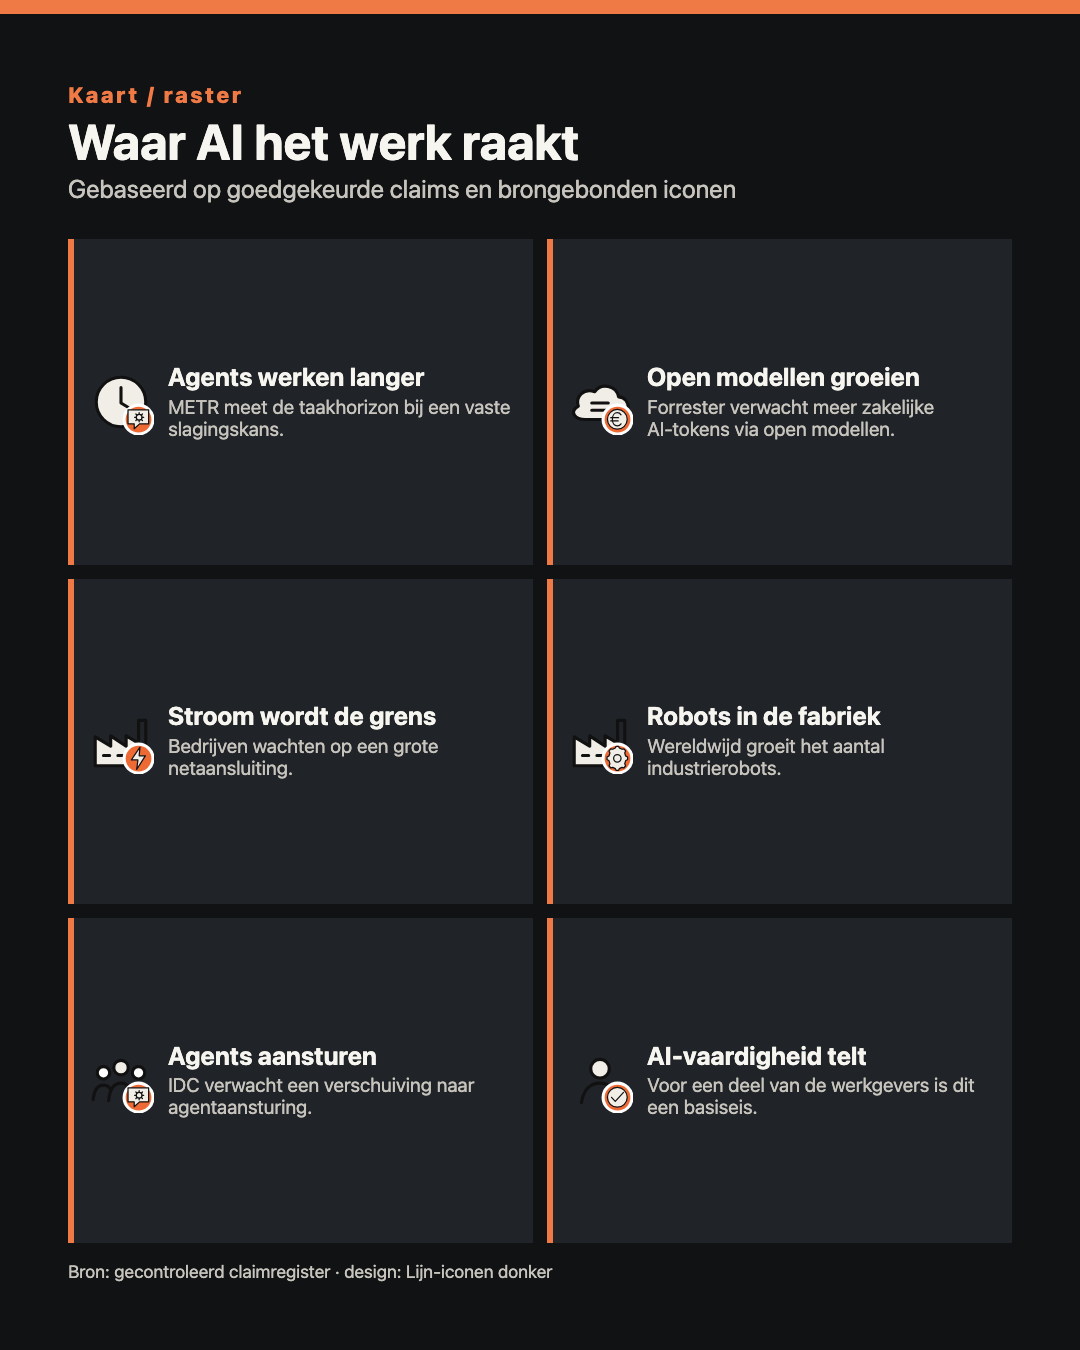 Kaart / raster
Waar AI het werk raakt
Gebaseerd op goedgekeurde claims en brongebonden iconen
Agents werken langer
METR meet de taakhorizon bij een vaste
slagingskans.
Open modellen groeien
Forrester verwacht meer zakelijke
AI-tokens via open modellen.
Stroom wordt de grens
Bedrijven wachten op een grote
netaansluiting.
Robots in de fabriek
Wereldwijd groeit het aantal
industrierobots.
Agents aansturen
IDC verwacht een verschuiving naar
agentaansturing.
AI-vaardigheid telt
Voor een deel van de werkgevers is dit
een basiseis.
Bron: gecontroleerd claimregister · design: Lijn-iconen donker